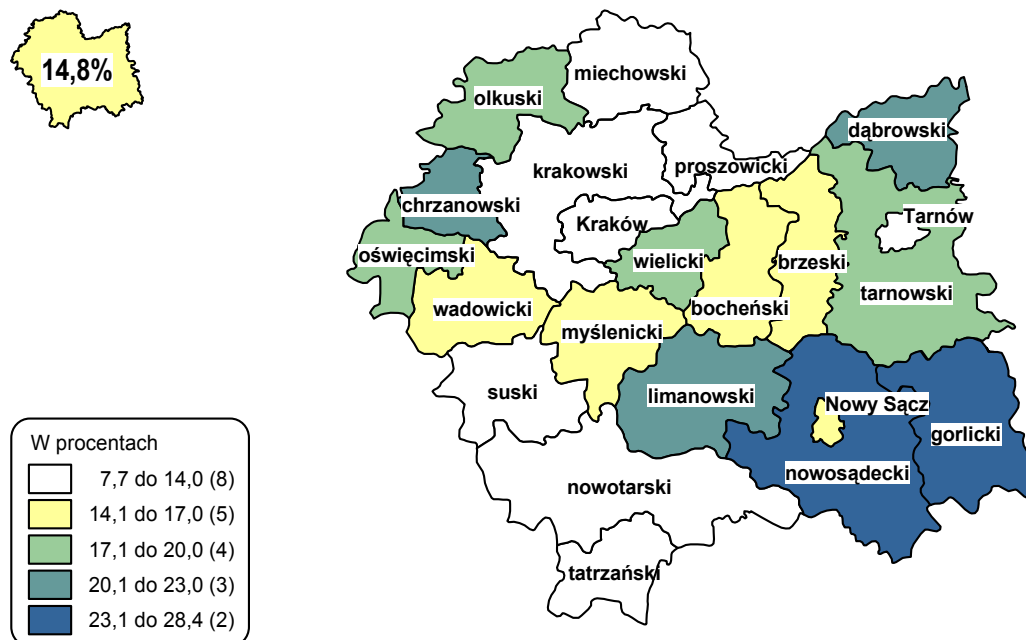 14,8%
miechowski
olkuski
dąbrowski
proszowicki
krakowski
chrzanowski
Kraków
Tarnów
oświęcimski
wielicki
brzeski
tarnowski
wadowicki
bocheński
myślenicki
suski
limanowski
Nowy Sącz
gorlicki
nowosądecki
nowotarski
tatrzański
W procentach
7,7 do 14,0 (8)
14,1 do 17,0 (5)
17,1 do 20,0 (4)
20,1 do 23,0 (3)
23,1 do 28,4 (2)